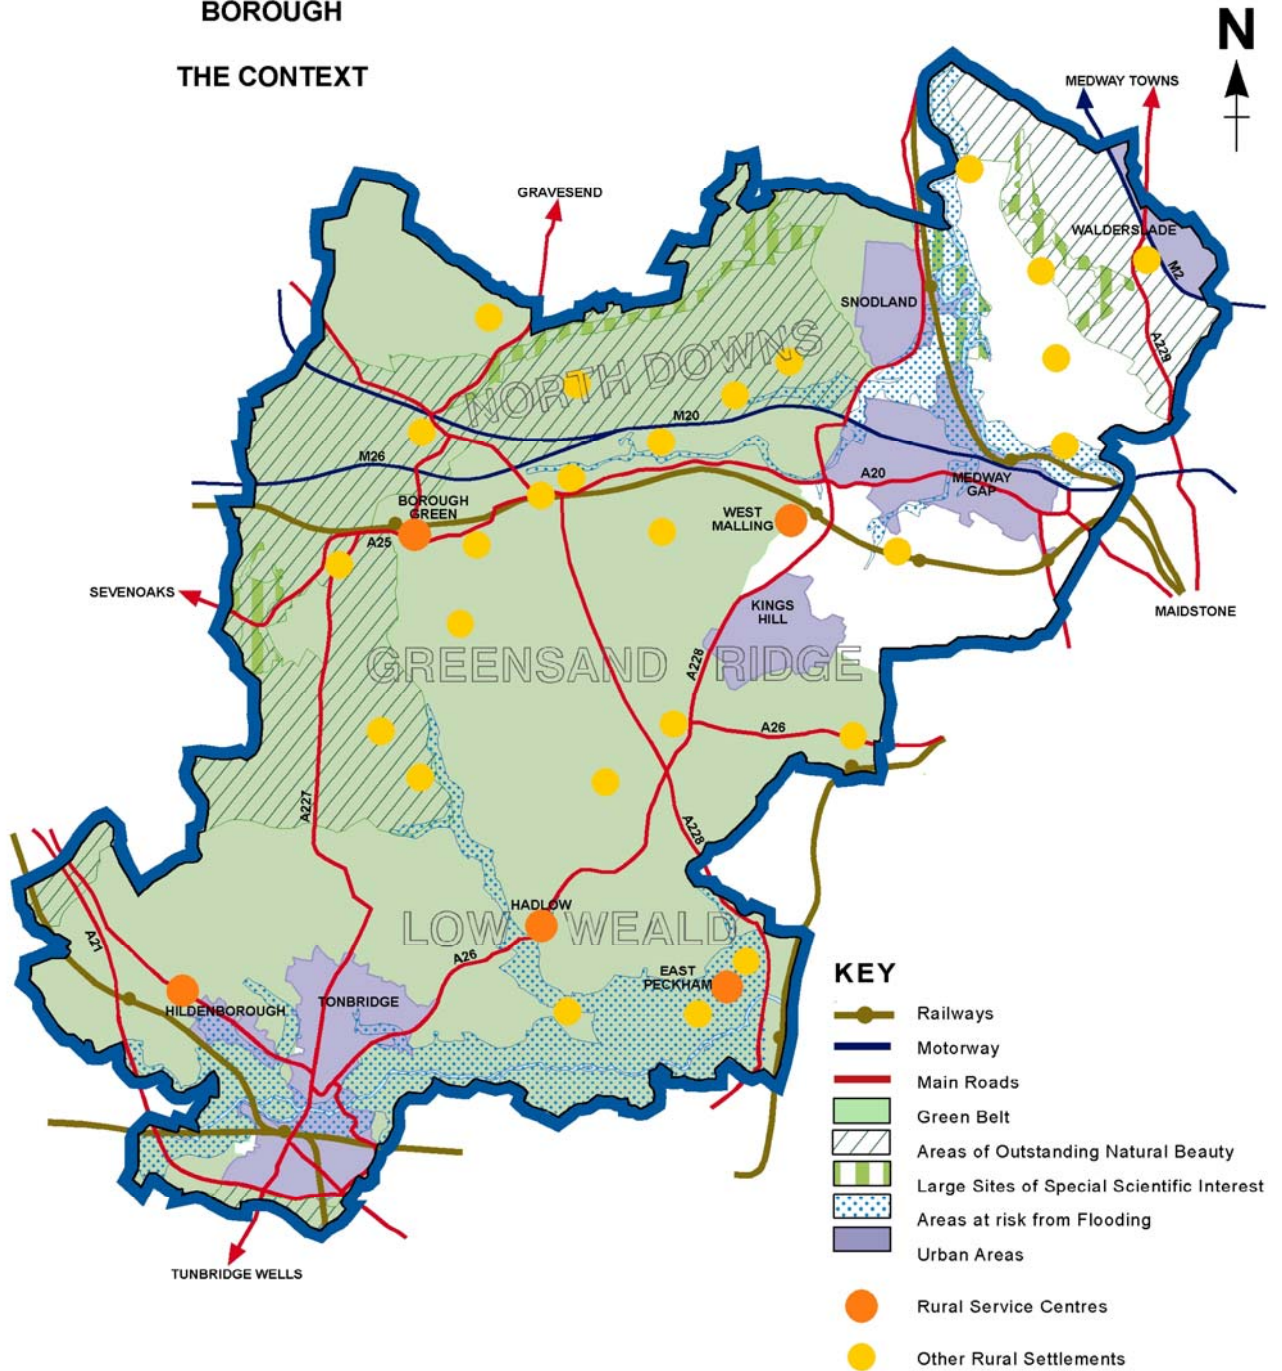 BOROUGH
THE CONTEXT
N
MEDWAY TOWNS
GRAVESEND
WALDERSLADE
M2
SNODLAND
A229
NORTH DOWNS
M20
M26
A20
MEDWAY
GAP
BOROUGH
GREEN
WEST
MALLING
A25
SEVENOAKS
KINGS
HILL
MAIDSTONE
GREENSAND RIDGE
A228
A26
A227
A228
HADLOW
LOW WEALD
A21
A26
EAST
PECKHAM
HILDENBOROUGH
TONBRIDGE
TUNBRIDGE WELLS
KEY
Railways
Motorway
Main Roads
Green Belt
Areas of Outstanding Natural Beauty
Large Sites of Special Scientific Interest
Areas at risk from Flooding
Urban Areas
Rural Service Centres
Other Rural Settlements